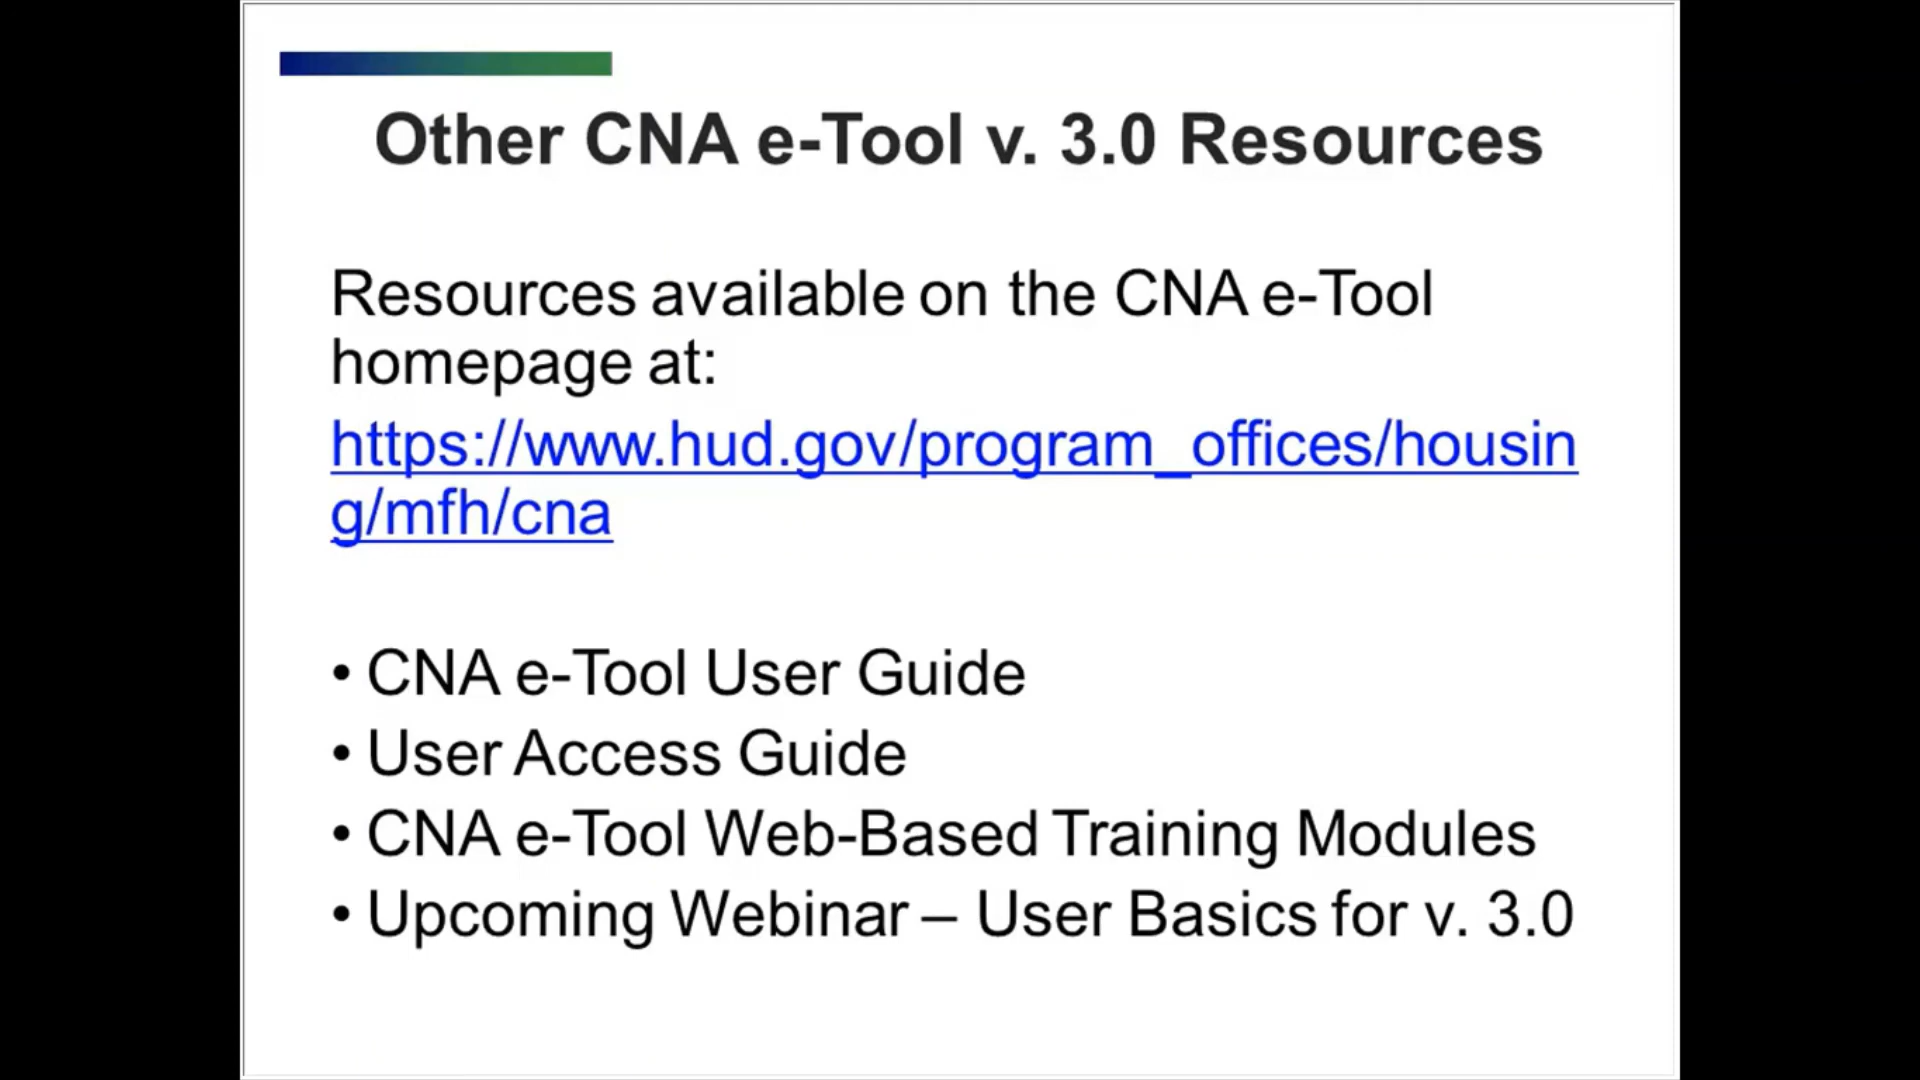 Other CNA e-Tool v. 3.0 Resources
Resources available on the CNA e-Tool
homepage at:
https://www.hud.gov/program_offices/housin
g/mfh/cna
• CNA e-Tool User Guide
• User Access Guide
• CNA e-Tool Web-Based Training Modules
• Upcoming Webinar – User Basics for v. 3.0